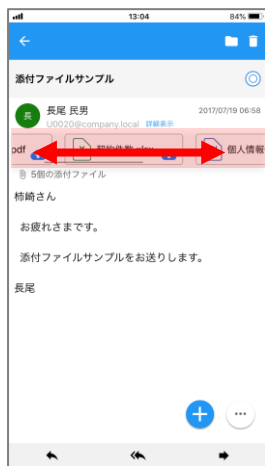 13:04
84%
添付ファイルサンプル
長
長尾 民男
2017/07/19 06:58
U0020@company.local 詳細表示
pdf
個人情報
5個の添付ファイル
柿崎さん
お疲れさまです。
添付ファイルサンプルをお送りします。
長尾